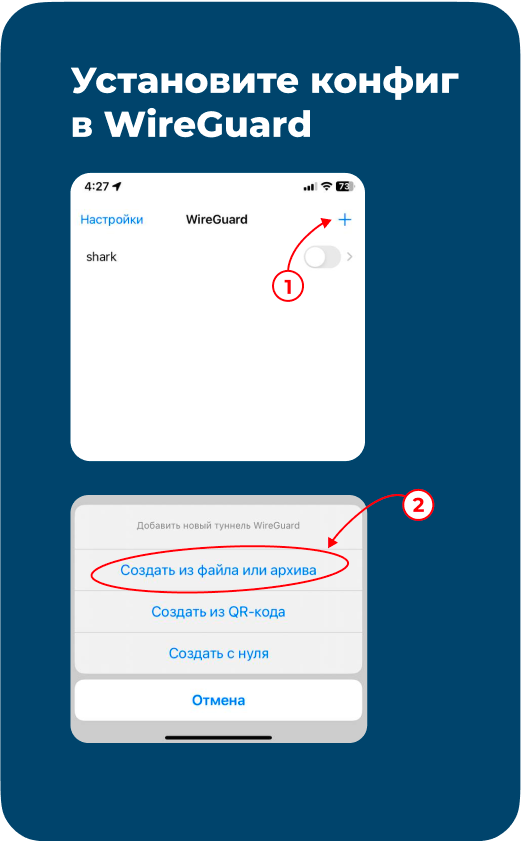 Установите конфиг
в WireGuard
4:27
73
Настройки
WireGuard
+
shark
1
2
Добавить новый туннель WireGuard
Создать из файла или архива
Создать из QR-кода
Создать с нуля
Отмена